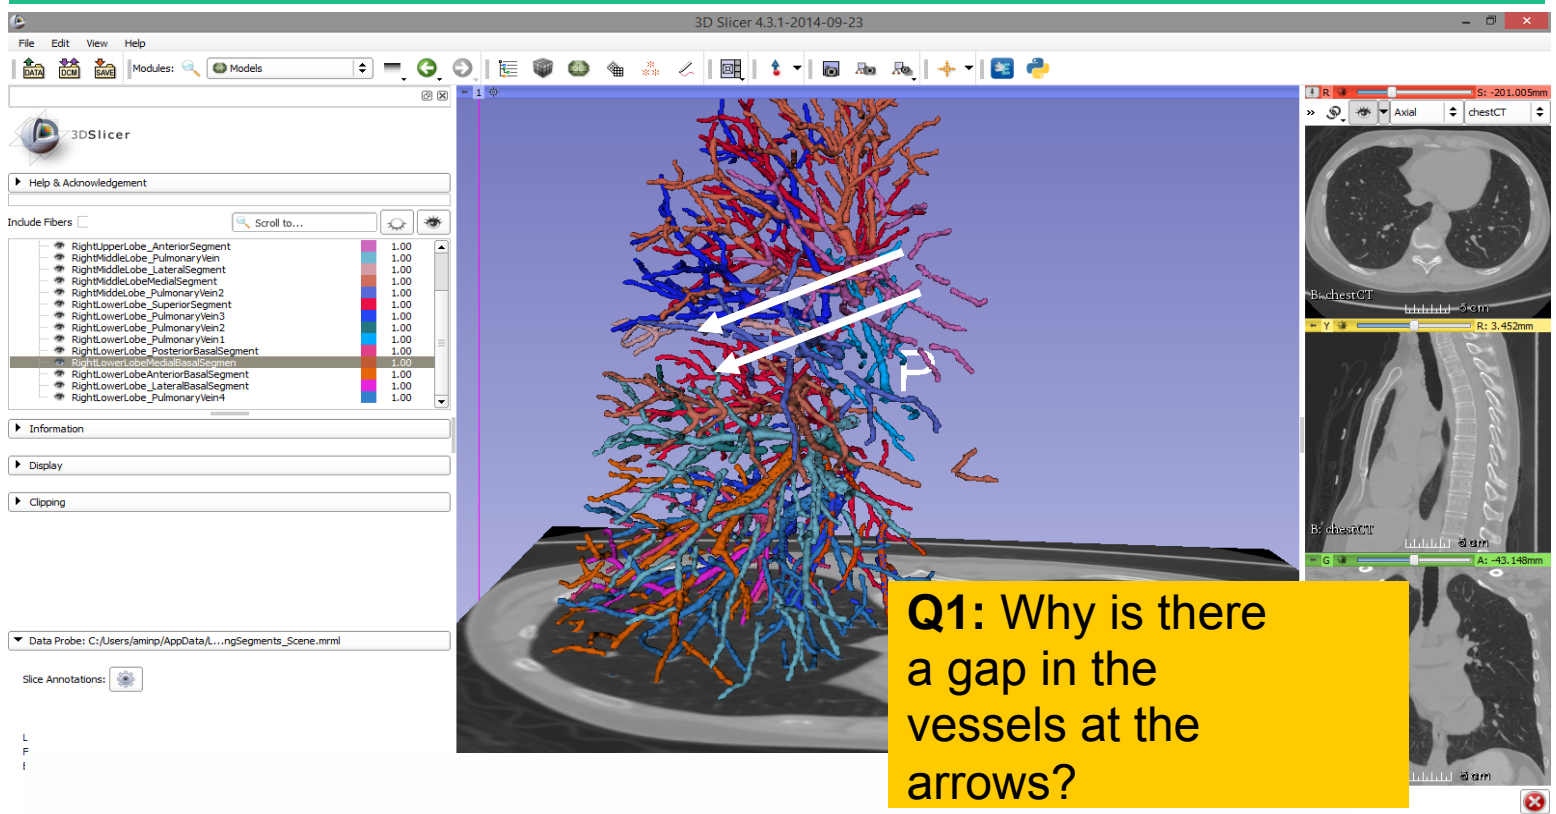 3D Slicer 4.3.1-2014-09-23
File Edit View Help
DATA DCM SAVE Modules: Models
1
R S: -201.005mm
Axial chestCT
3DSlicer
Help & Acknowledgement
Include Fibers Scroll to...
RightUpperLobe_AnteriorSegment 1.00
RightMiddleLobe_PulmonaryVein 1.00
RightMiddleLobe_LateralSegment 1.00
RightMiddleLobeMedialSegment 1.00
RightMiddeLobe_PulmonaryVein2 1.00
RightLowerLobe_SuperiorSegment 1.00
RightLowerLobe_PulmonaryVein3 1.00
RightLowerLobe_PulmonaryVein2 1.00
RightLowerLobe_PulmonaryVein1 1.00
RightLowerLobe_PosteriorBasalSegment 1.00
RightLowerLobeMedialBasalSegmen 1.00
RightLowerLobeAnteriorBasalSegment 1.00
RightLowerLobe_LateralBasalSegment 1.00
RightLowerLobe_PulmonaryVein4 1.00
Information
Display
Clipping
Data Probe: C:/Users/aminp/AppData/L...ngSegments_Scene.mrml
Slice Annotations:
L
F
P
B: chestCT
5 cm
Y R: 3.452mm
B: chestCT
5 cm
G A: -43.148mm
5 cm
Q1: Why is there
a gap in the
vessels at the
arrows?